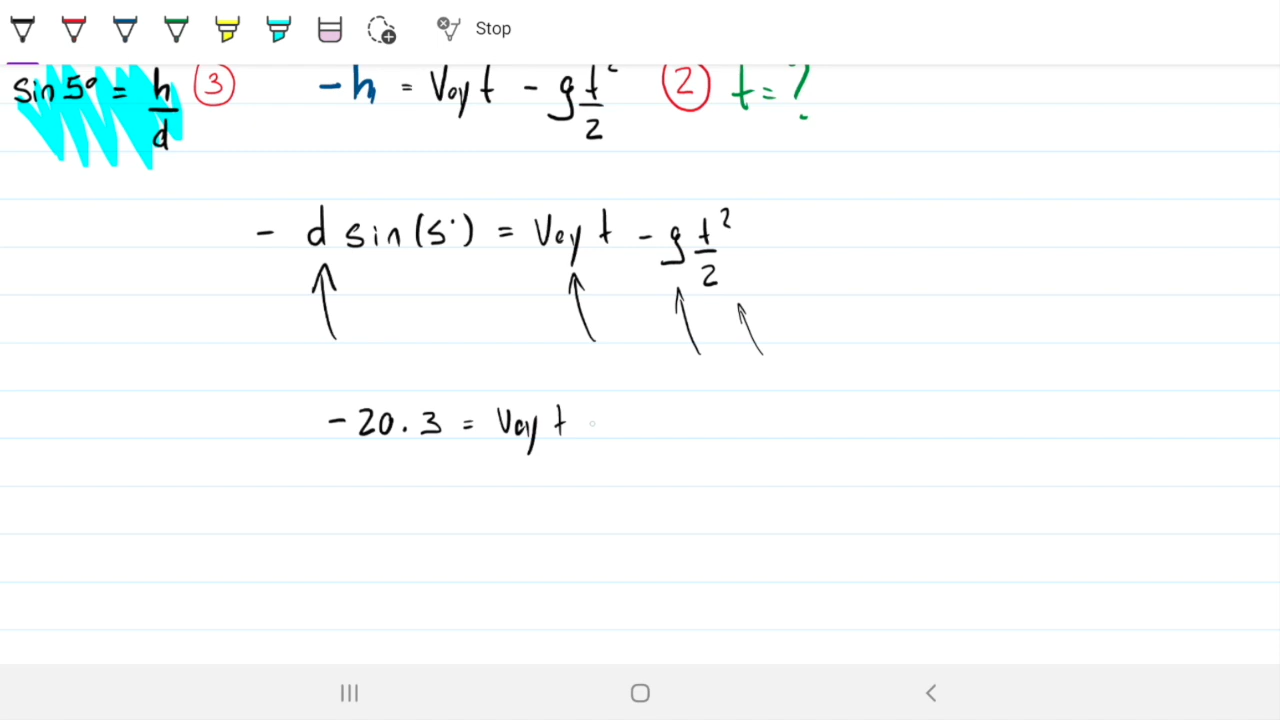 Stop
sin 5° = h/d ③ -h = Voy t - g t²/2 ② t = ?
- d sin(5°) = Voy t - g t²/2
-20.3 = Voy t